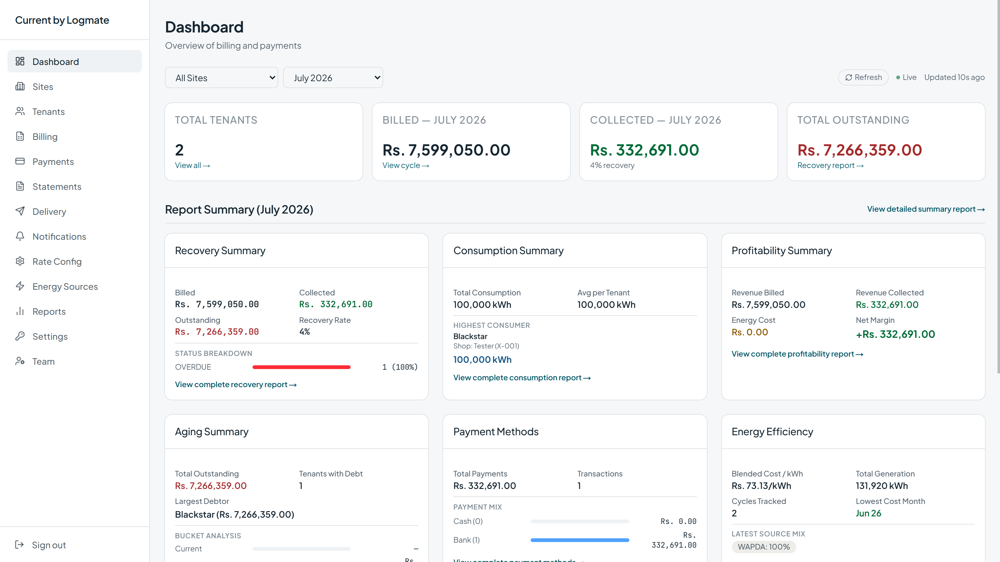 Current by Logmate
Dashboard
Sites
Tenants
Billing
Payments
Statements
Delivery
Notifications
Rate Config
Energy Sources
Reports
Settings
Team
Sign out
Dashboard
Overview of billing and payments
All Sites
July 2026
Refresh
Live
Updated 10s ago
TOTAL TENANTS
2
View all →
BILLED — JULY 2026
Rs. 7,599,050.00
View cycle →
COLLECTED — JULY 2026
Rs. 332,691.00
4% recovery
TOTAL OUTSTANDING
Rs. 7,266,359.00
Recovery report →
Report Summary (July 2026)
View detailed summary report →
Recovery Summary
Billed
Rs. 7,599,050.00
Collected
Rs. 332,691.00
Outstanding
Rs. 7,266,359.00
Recovery Rate
4%
STATUS BREAKDOWN
OVERDUE
1 (100%)
View complete recovery report →
Consumption Summary
Total Consumption
100,000 kWh
Avg per Tenant
100,000 kWh
HIGHEST CONSUMER
Blackstar
Shop: Tester (X-001)
100,000 kWh
View complete consumption report →
Profitability Summary
Revenue Billed
Rs. 7,599,050.00
Revenue Collected
Rs. 332,691.00
Energy Cost
Rs. 0.00
Net Margin
+Rs. 332,691.00
View complete profitability report →
Aging Summary
Total Outstanding
Rs. 7,266,359.00
Tenants with Debt
1
Largest Debtor
Blackstar (Rs. 7,266,359.00)
BUCKET ANALYSIS
Current
—
Rs.
Payment Methods
Total Payments
Rs. 332,691.00
Transactions
1
PAYMENT MIX
Cash (0)
Rs. 0.00
Bank (1)
Rs.
332,691.00
View complete payment methods →
Energy Efficiency
Blended Cost / kWh
Rs. 73.13/kWh
Total Generation
131,920 kWh
Cycles Tracked
2
Lowest Cost Month
Jun 26
LATEST SOURCE MIX
WAPDA: 100%